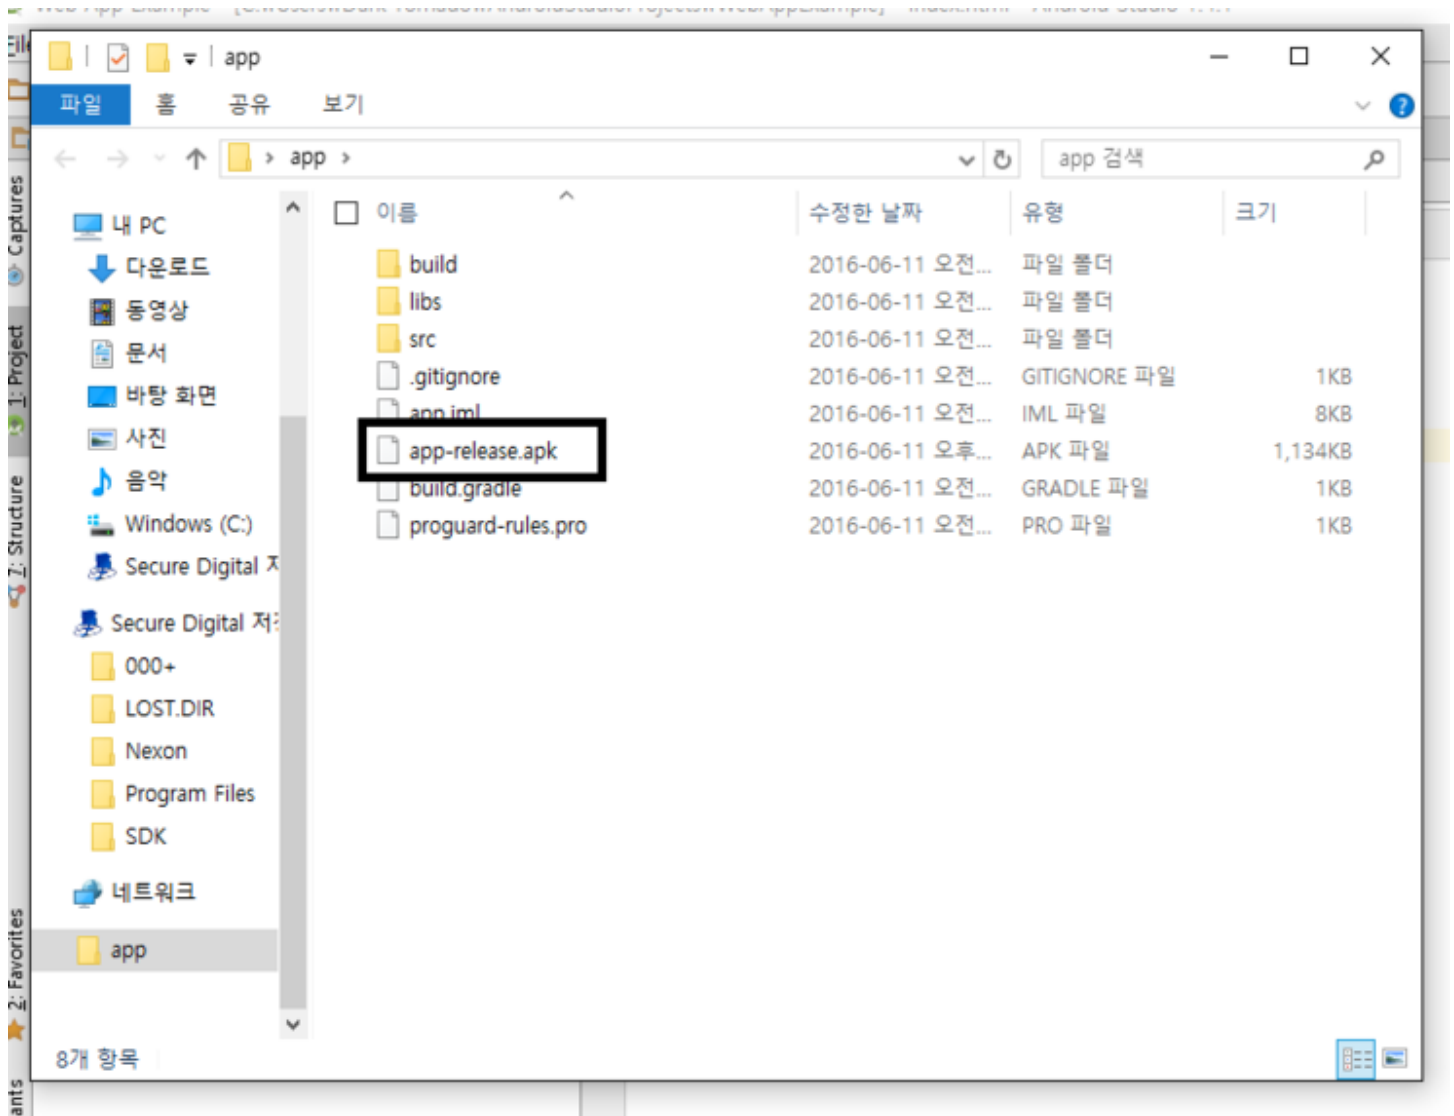 app
파일 홈 공유 보기
app
app 검색
이름 수정한 날짜 유형 크기
build 2016-06-11 오전... 파일 폴더
libs 2016-06-11 오전... 파일 폴더
src 2016-06-11 오전... 파일 폴더
.gitignore 2016-06-11 오전... GITIGNORE 파일 1KB
app.iml 2016-06-11 오전... IML 파일 8KB
app-release.apk 2016-06-11 오후... APK 파일 1,134KB
build.gradle 2016-06-11 오전... GRADLE 파일 1KB
proguard-rules.pro 2016-06-11 오전... PRO 파일 1KB
내 PC
다운로드
동영상
문서
바탕 화면
사진
음악
Windows (C:)
Secure Digital
Secure Digital
000+
LOST.DIR
Nexon
Program Files
SDK
네트워크
app
8개 항목
Captures
1: Project
7: Structure
2: Favorites